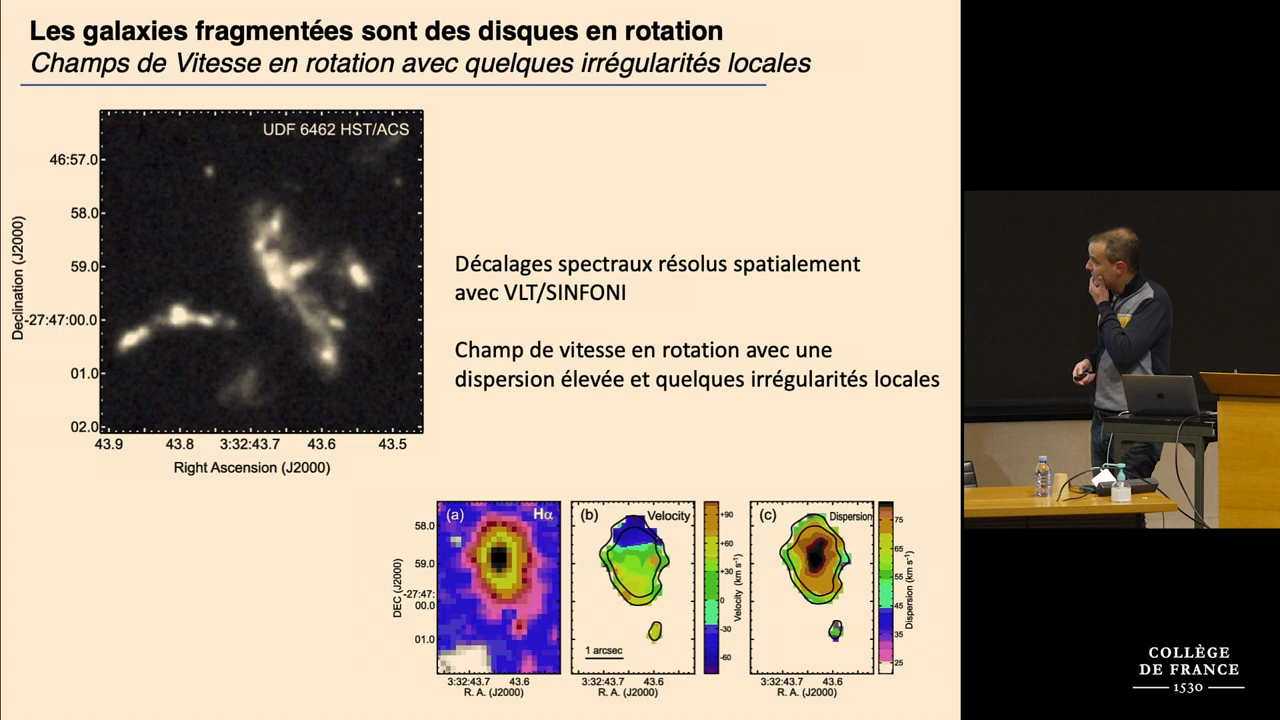 Les galaxies fragmentées sont des disques en rotation
Champs de Vitesse en rotation avec quelques irrégularités locales
UDF 6462 HST/ACS
46:57.0
58.0
59.0
-27:47:00.0
01.0
02.0
Declination (J2000)
43.9 43.8 3:32:43.7 43.6 43.5
Right Ascension (J2000)
Décalages spectraux résolus spatialement
avec VLT/SINFONI
Champ de vitesse en rotation avec une
dispersion élevée et quelques irrégularités locales
(a) Hα
58.0
59.0
-27:47:
00.0
01.0
DEC (J2000)
3:32:43.7 43.6
R. A. (J2000)
(b) Velocity
1 arcsec
3:32:43.7 43.6
R. A. (J2000)
+90
+60
+30
0
-30
-60
Velocity (km s⁻¹)
(c) Dispersion
3:32:43.7 43.6
R. A. (J2000)
75
65
55
45
35
25
Dispersion (km s⁻¹)
COLLÈGE
DE FRANCE
1530